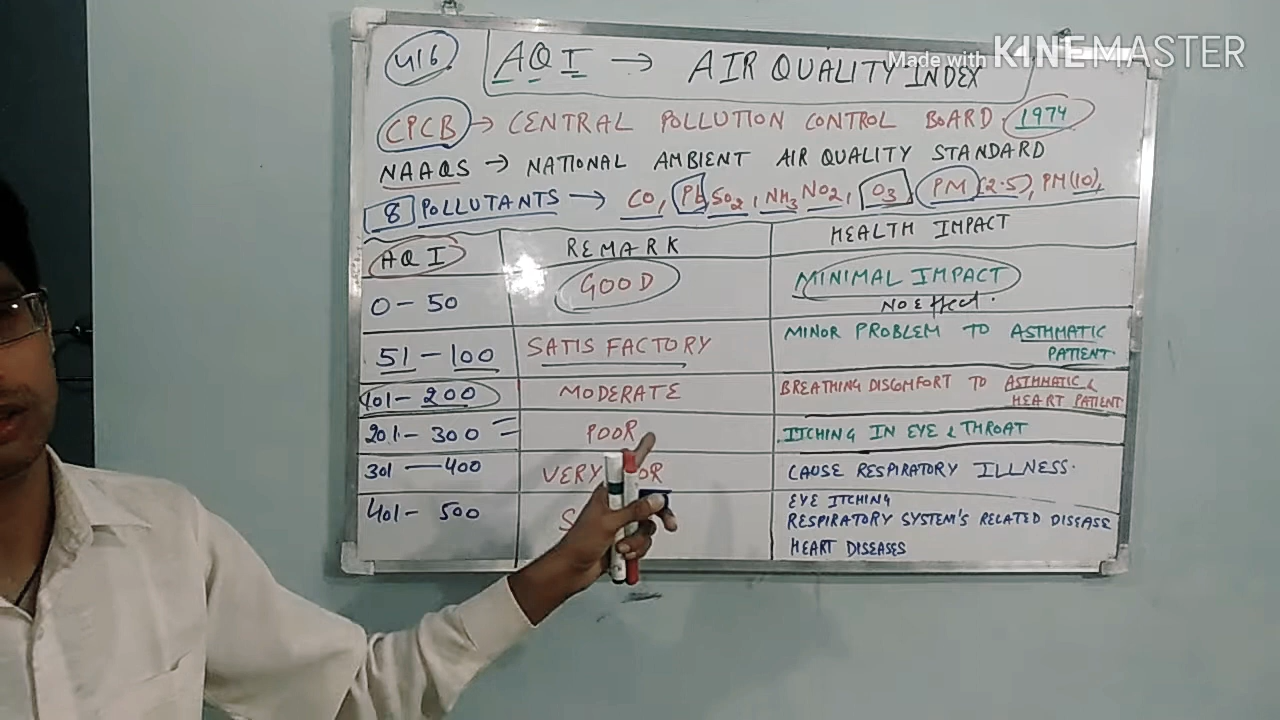 Made with KINEMASTER
416 AQI → AIR QUALITY INDEX
CPCB → CENTRAL POLLUTION CONTROL BOARD 1974
NAAQS → NATIONAL AMBIENT AIR QUALITY STANDARD
8 POLLUTANTS → CO, Pb SO2, NH3 NO2, O3 PM (2.5), PM (10),
AQI REMARK HEALTH IMPACT
0 - 50 GOOD MINIMAL IMPACT
NO Effect.
51 - 100 SATISFACTORY MINOR PROBLEM TO ASTHMATIC
PATIENT.
101 - 200 MODERATE BREATHING DISCOMFORT TO ASTHMATIC &
HEART PATIENT
201 - 300 POOR ITCHING IN EYE & THROAT
301 - 400 VERY OR CAUSE RESPIRATORY ILLNESS.
401 - 500 S EYE ITCHING
RESPIRATORY SYSTEM'S RELATED DISEASE
HEART DISEASES